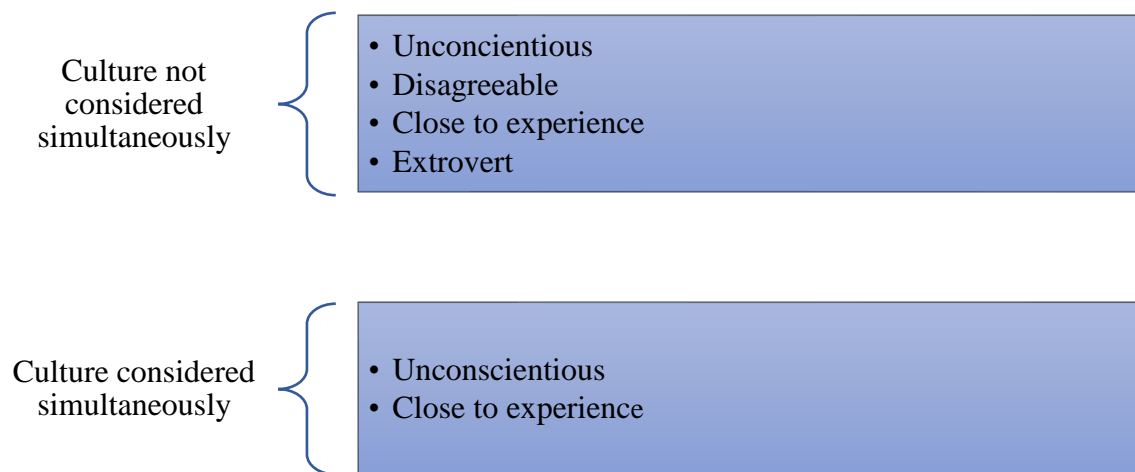 Culture not
considered
simultaneously
• Unconcientious
• Disagreeable
• Close to experience
• Extrovert
Culture considered
simultaneously
• Unconscientious
• Close to experience